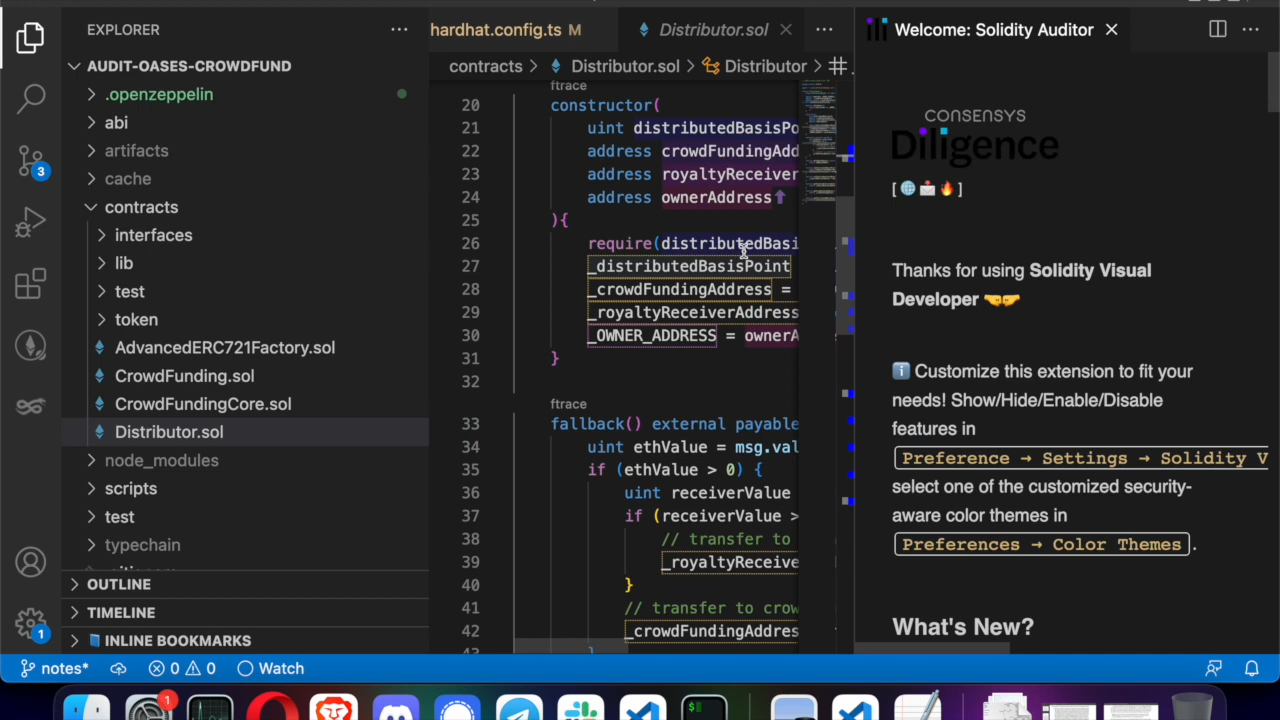 EXPLORER
AUDIT-OASES-CROWDFUND
.openzeppelin
abi
artifacts
cache
contracts
interfaces
lib
test
token
AdvancedERC721Factory.sol
CrowdFunding.sol
CrowdFundingCore.sol
Distributor.sol
node_modules
scripts
test
typechain
OUTLINE
TIMELINE
INLINE BOOKMARKS
3
1
hardhat.config.ts M
Distributor.sol
contracts > Distributor.sol > Distributor >
ftrace
20 constructor(
21 uint distributedBasisPo
22 address crowdFundingAdd
23 address royaltyReceiver
24 address ownerAddress
25 ){
26 require(distributedBasi
27 _distributedBasisPoint
28 _crowdFundingAddress =
29 _royaltyReceiverAddress
30 _OWNER_ADDRESS = ownerA
31 }
32
ftrace
33 fallback() external payable
34 uint ethValue = msg.val
35 if (ethValue > 0) {
36 uint receiverValue
37 if (receiverValue >
38 // transfer to
39 _royaltyReceive
40 }
41 // transfer to crow
42 _crowdFundingAddres
43 }
Welcome: Solidity Auditor
CONSENSYS
Diligence
[ 🌐📩🔥 ]
Thanks for using Solidity Visual
Developer 🤜🤛
ℹ️ Customize this extension to fit your
needs! Show/Hide/Enable/Disable
features in
Preference → Settings → Solidity V
select one of the customized security-
aware color themes in
Preferences → Color Themes .
What's New?
notes* 0 0 Watch
1
$